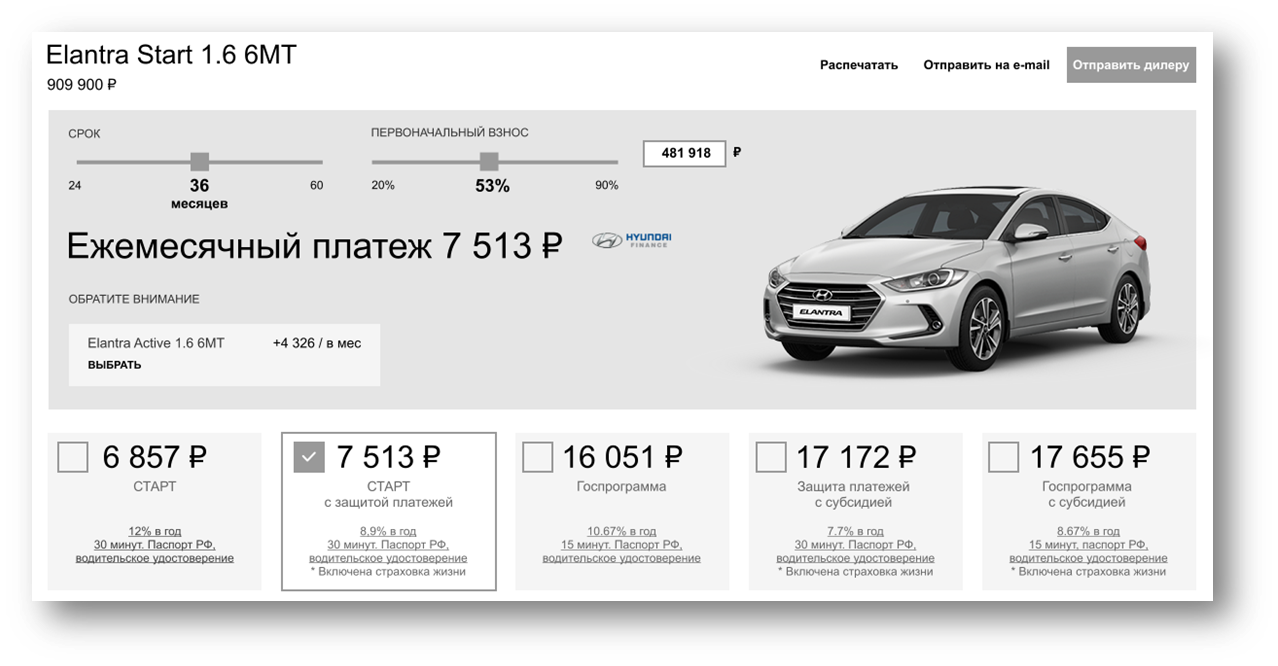 Elantra Start 1.6 6МТ
909 900 ₽
Распечатать
Отправить на e-mail
Отправить дилеру
СРОК
24
36
60
месяцев
ПЕРВОНАЧАЛЬНЫЙ ВЗНОС
20%
53%
90%
481 918 ₽
Ежемесячный платеж 7 513 ₽
HYUNDAI
FINANCE
ELANTRA
ОБРАТИТЕ ВНИМАНИЕ
Elantra Active 1.6 6МТ
+4 326 / в мес
ВЫБРАТЬ
6 857 ₽
СТАРТ
12% в год
30 минут. Паспорт РФ,
водительское удостоверение
7 513 ₽
СТАРТ
с защитой платежей
8,9% в год
30 минут. Паспорт РФ,
водительское удостоверение
* Включена страховка жизни
16 051 ₽
Госпрограмма
10.67% в год
15 минут. Паспорт РФ,
водительское удостоверение
17 172 ₽
Защита платежей
с субсидией
7.7% в год
30 минут. Паспорт РФ,
водительское удостоверение
* Включена страховка жизни
17 655 ₽
Госпрограмма
с субсидией
8.67% в год
15 минут, паспорт РФ,
водительское удостоверение
* Включена страховка жизни